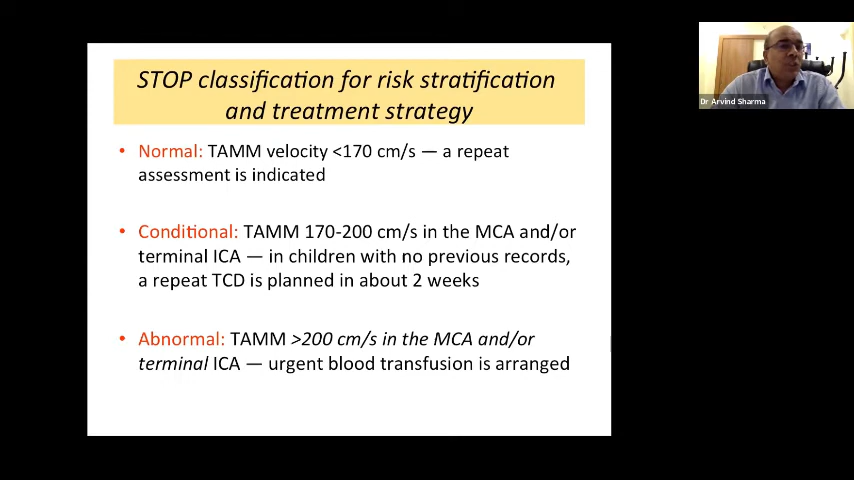 STOP classification for risk stratification
and treatment strategy
• Normal: TAMM velocity <170 cm/s — a repeat
assessment is indicated
• Conditional: TAMM 170-200 cm/s in the MCA and/or
terminal ICA — in children with no previous records,
a repeat TCD is planned in about 2 weeks
• Abnormal: TAMM >200 cm/s in the MCA and/or
terminal ICA — urgent blood transfusion is arranged
Dr Arvind Sharma